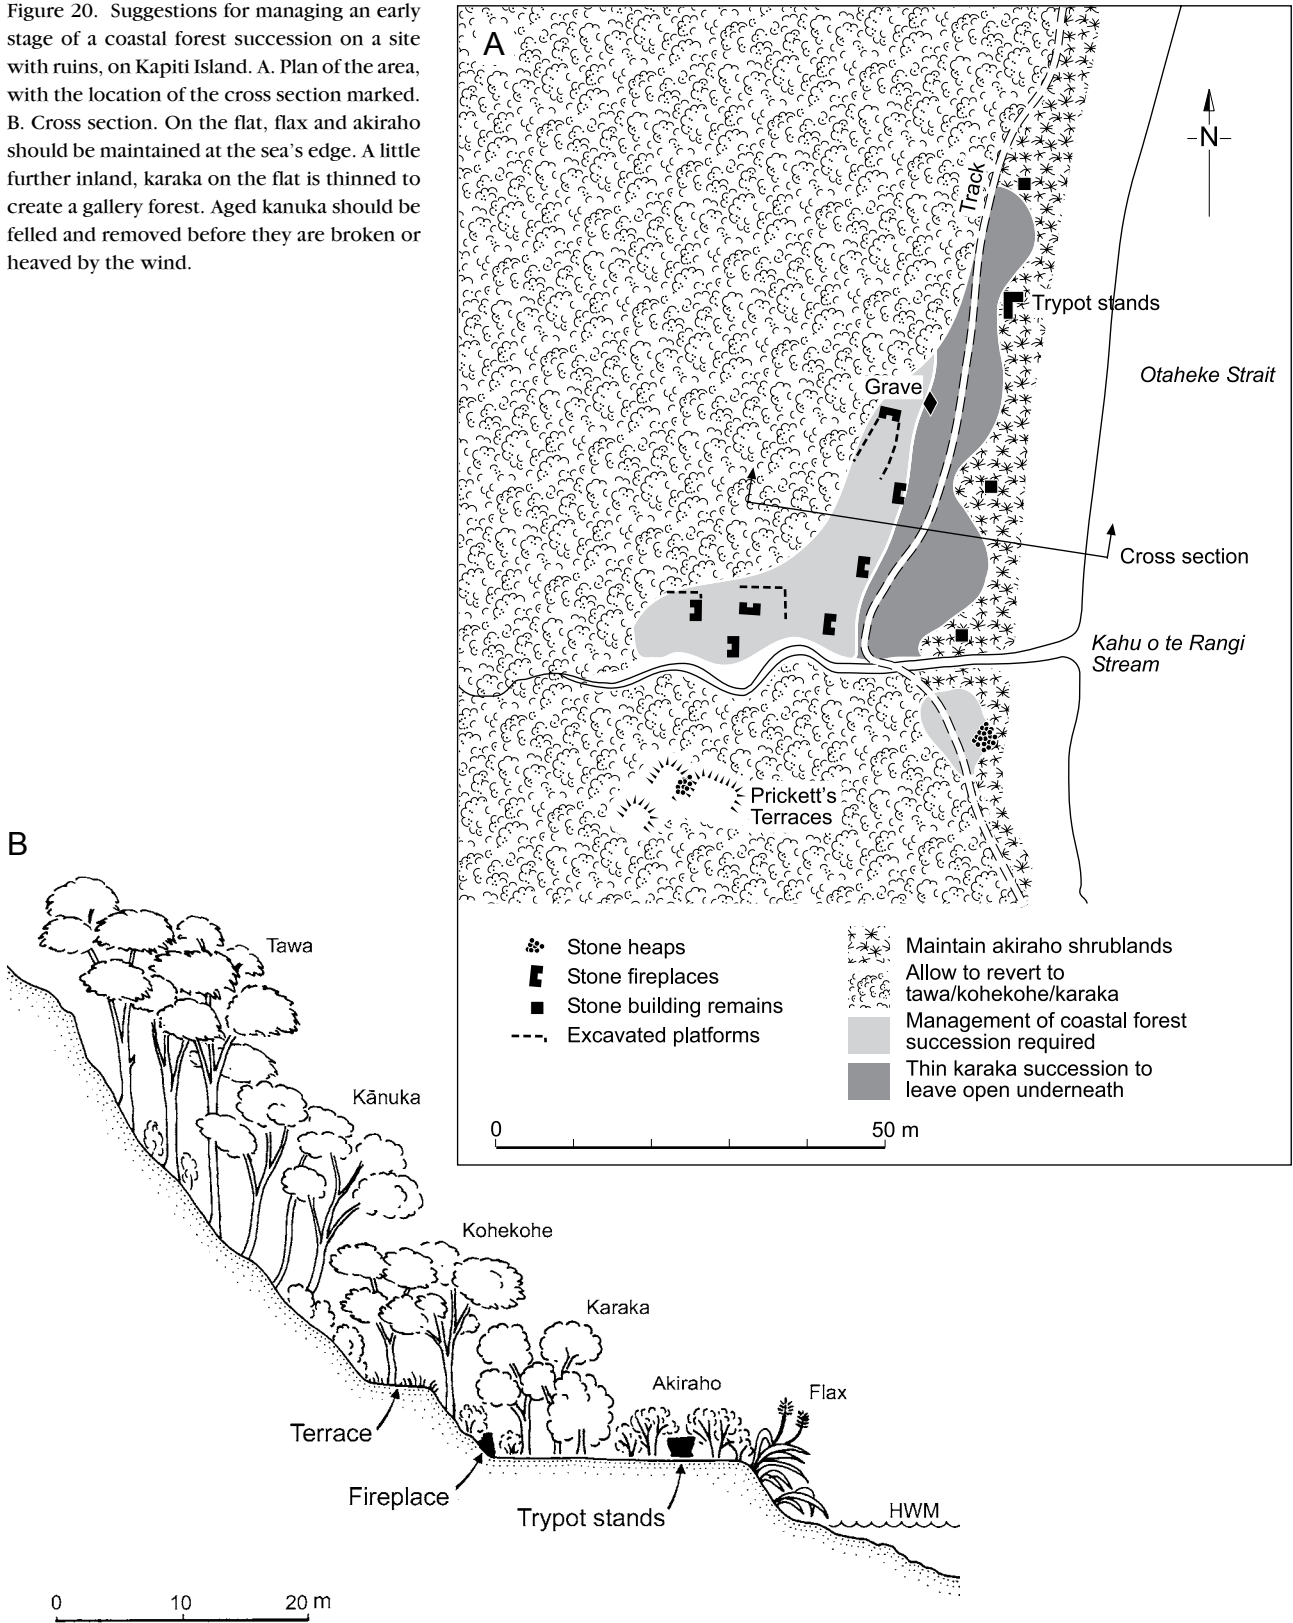 Figure 20. Suggestions for managing an early
stage of a coastal forest succession on a site
with ruins, on Kapiti Island. A. Plan of the area,
with the location of the cross section marked.
B. Cross section. On the flat, flax and akiraho
should be maintained at the sea's edge. A little
further inland, karaka on the flat is thinned to
create a gallery forest. Aged kanuka should be
felled and removed before they are broken or
heaved by the wind.
A
N
Track
Trypot stands
Otaheke Strait
Grave
Cross section
Kahu o te Rangi
Stream
Prickett's
Terraces
Stone heaps
Stone fireplaces
Stone building remains
Excavated platforms
Maintain akiraho shrublands
Allow to revert to
tawa/kohekohe/karaka
Management of coastal forest
succession required
Thin karaka succession to
leave open underneath
0 50 m
B
Tawa
Kānuka
Kohekohe
Karaka
Akiraho
Flax
Terrace
Fireplace
Trypot stands
HWM
0 10 20 m